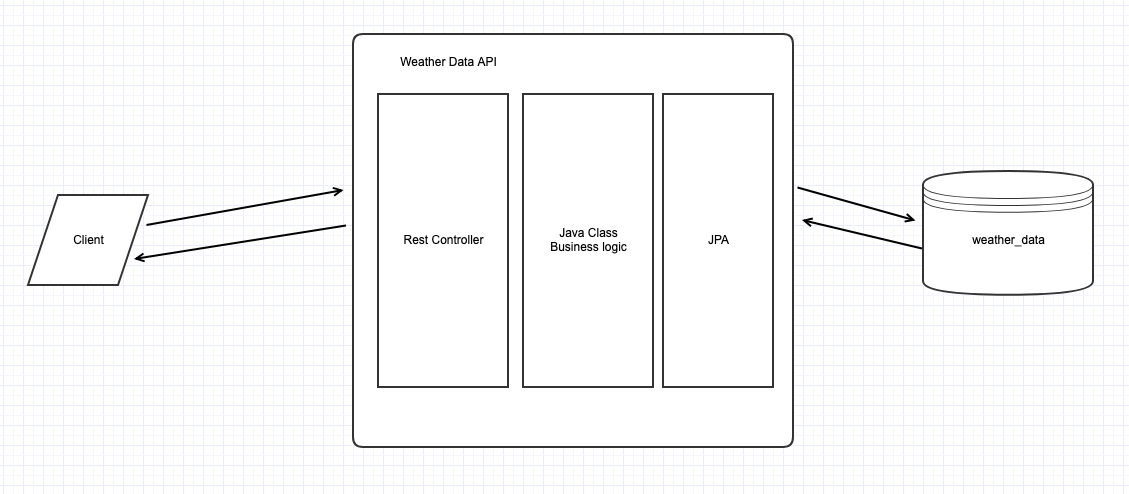 Weather Data API
Client
Rest Controller
Java Class
Business logic
JPA
weather_data